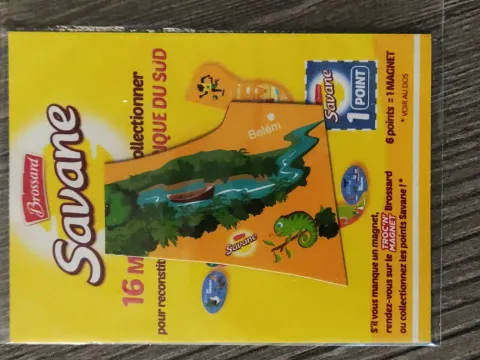 Brossard
Savane
16 M
ollectionner
pour reconstit
IQUE DU SUD
Belém
Savane
Savane
1 POINT
6 points = 1 MAGNET
* VOIR AU DOS
S'il vous manque un magnet,
rendez-vous sur le TROC'N' MAGNET Brossard
ou collectionnez les points Savane ! *